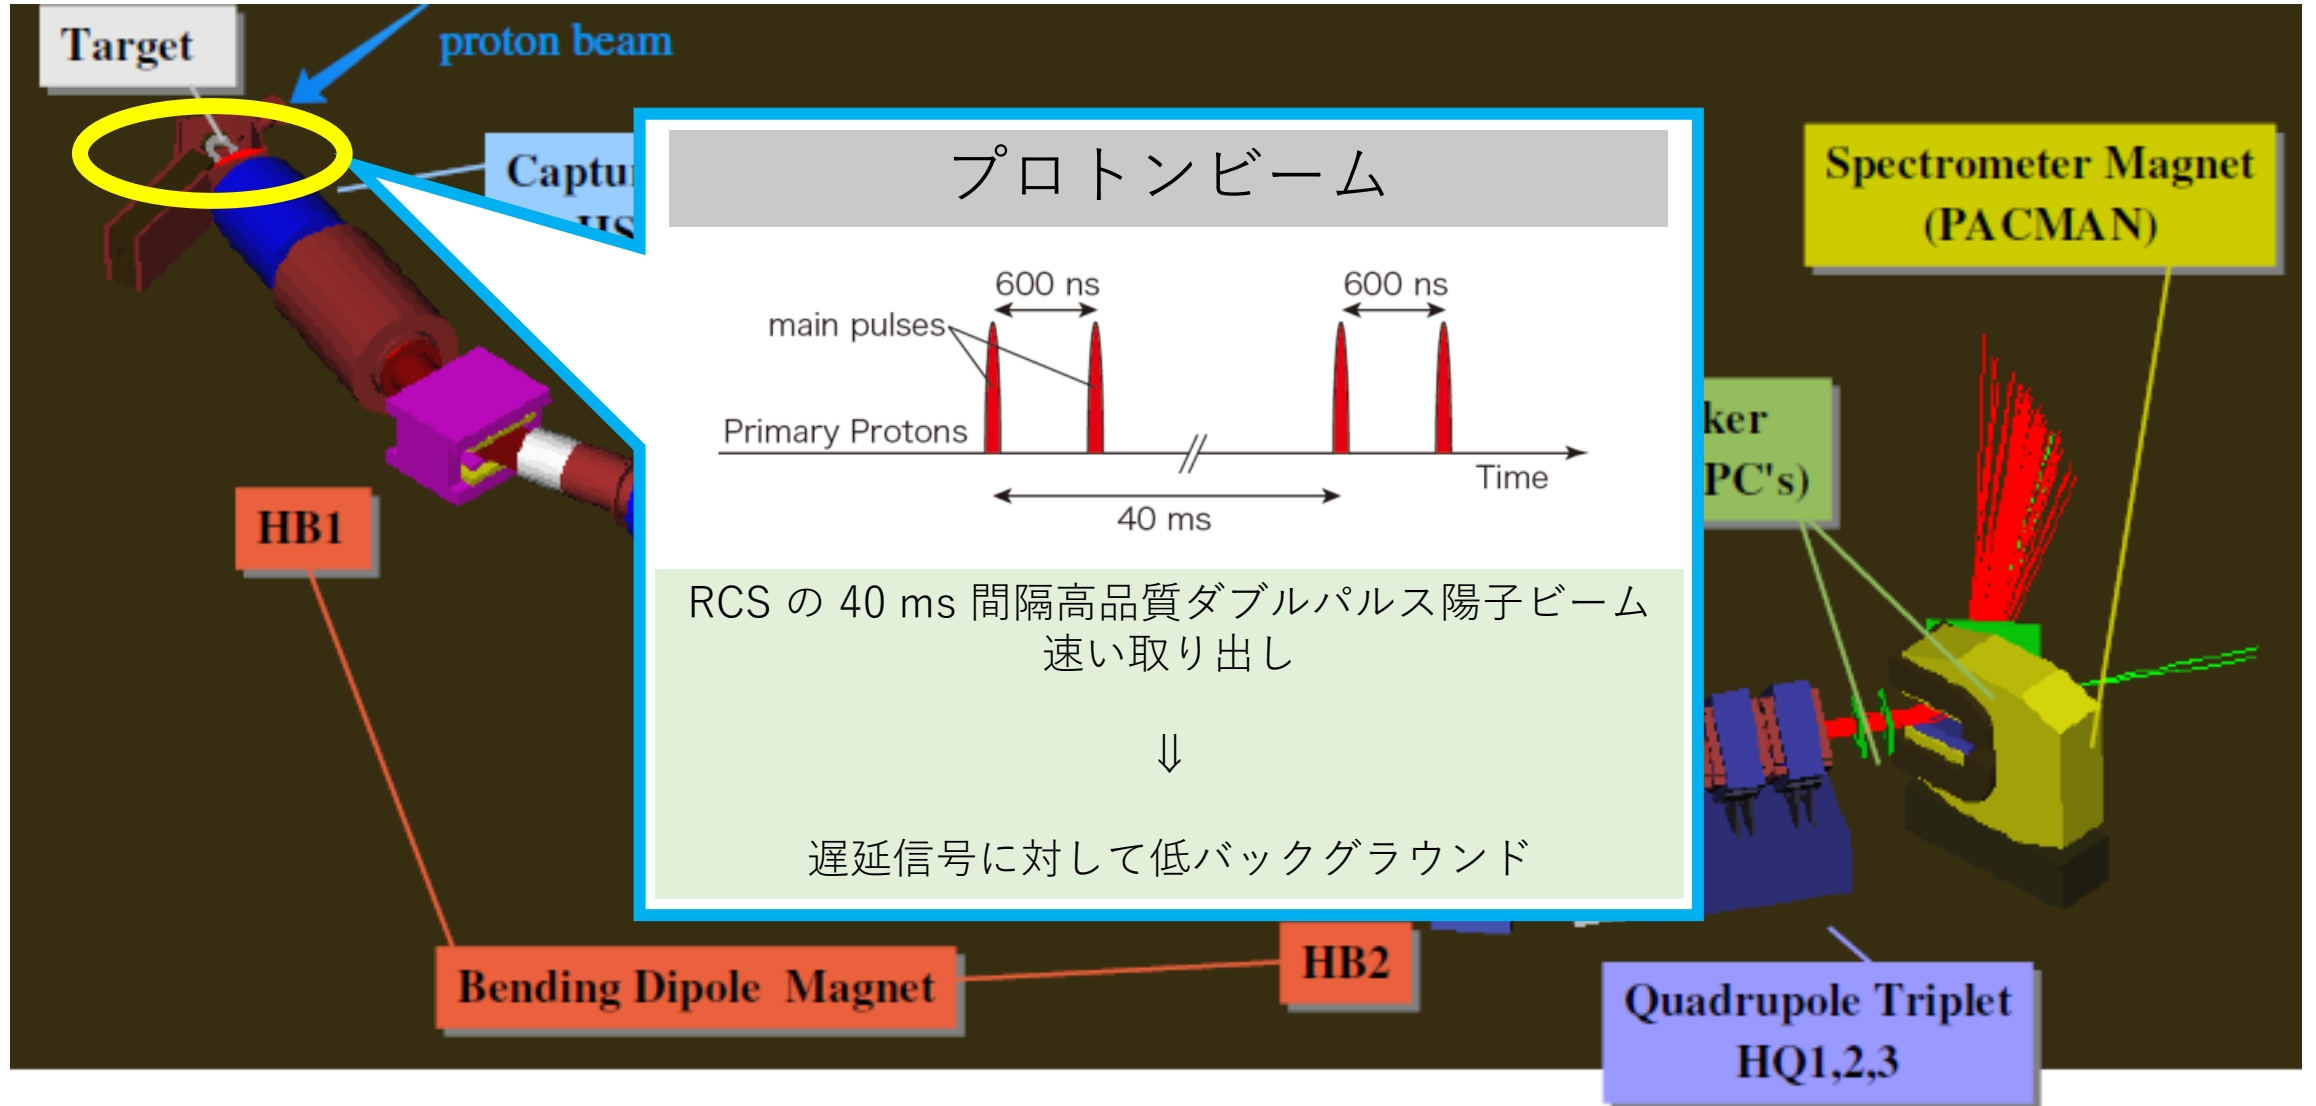 Target
proton beam
プロトンビーム
Spectrometer Magnet
(PACMAN)
600 ns
600 ns
main pulses
Primary Protons
Time
40 ms
RCS の 40 ms 間隔高品質ダブルパルス陽子ビーム
速い取り出し
⇓
遅延信号に対して低バックグラウンド
PC's)
HB1
HB2
Bending Dipole Magnet
Quadrupole Triplet
HQ1,2,3